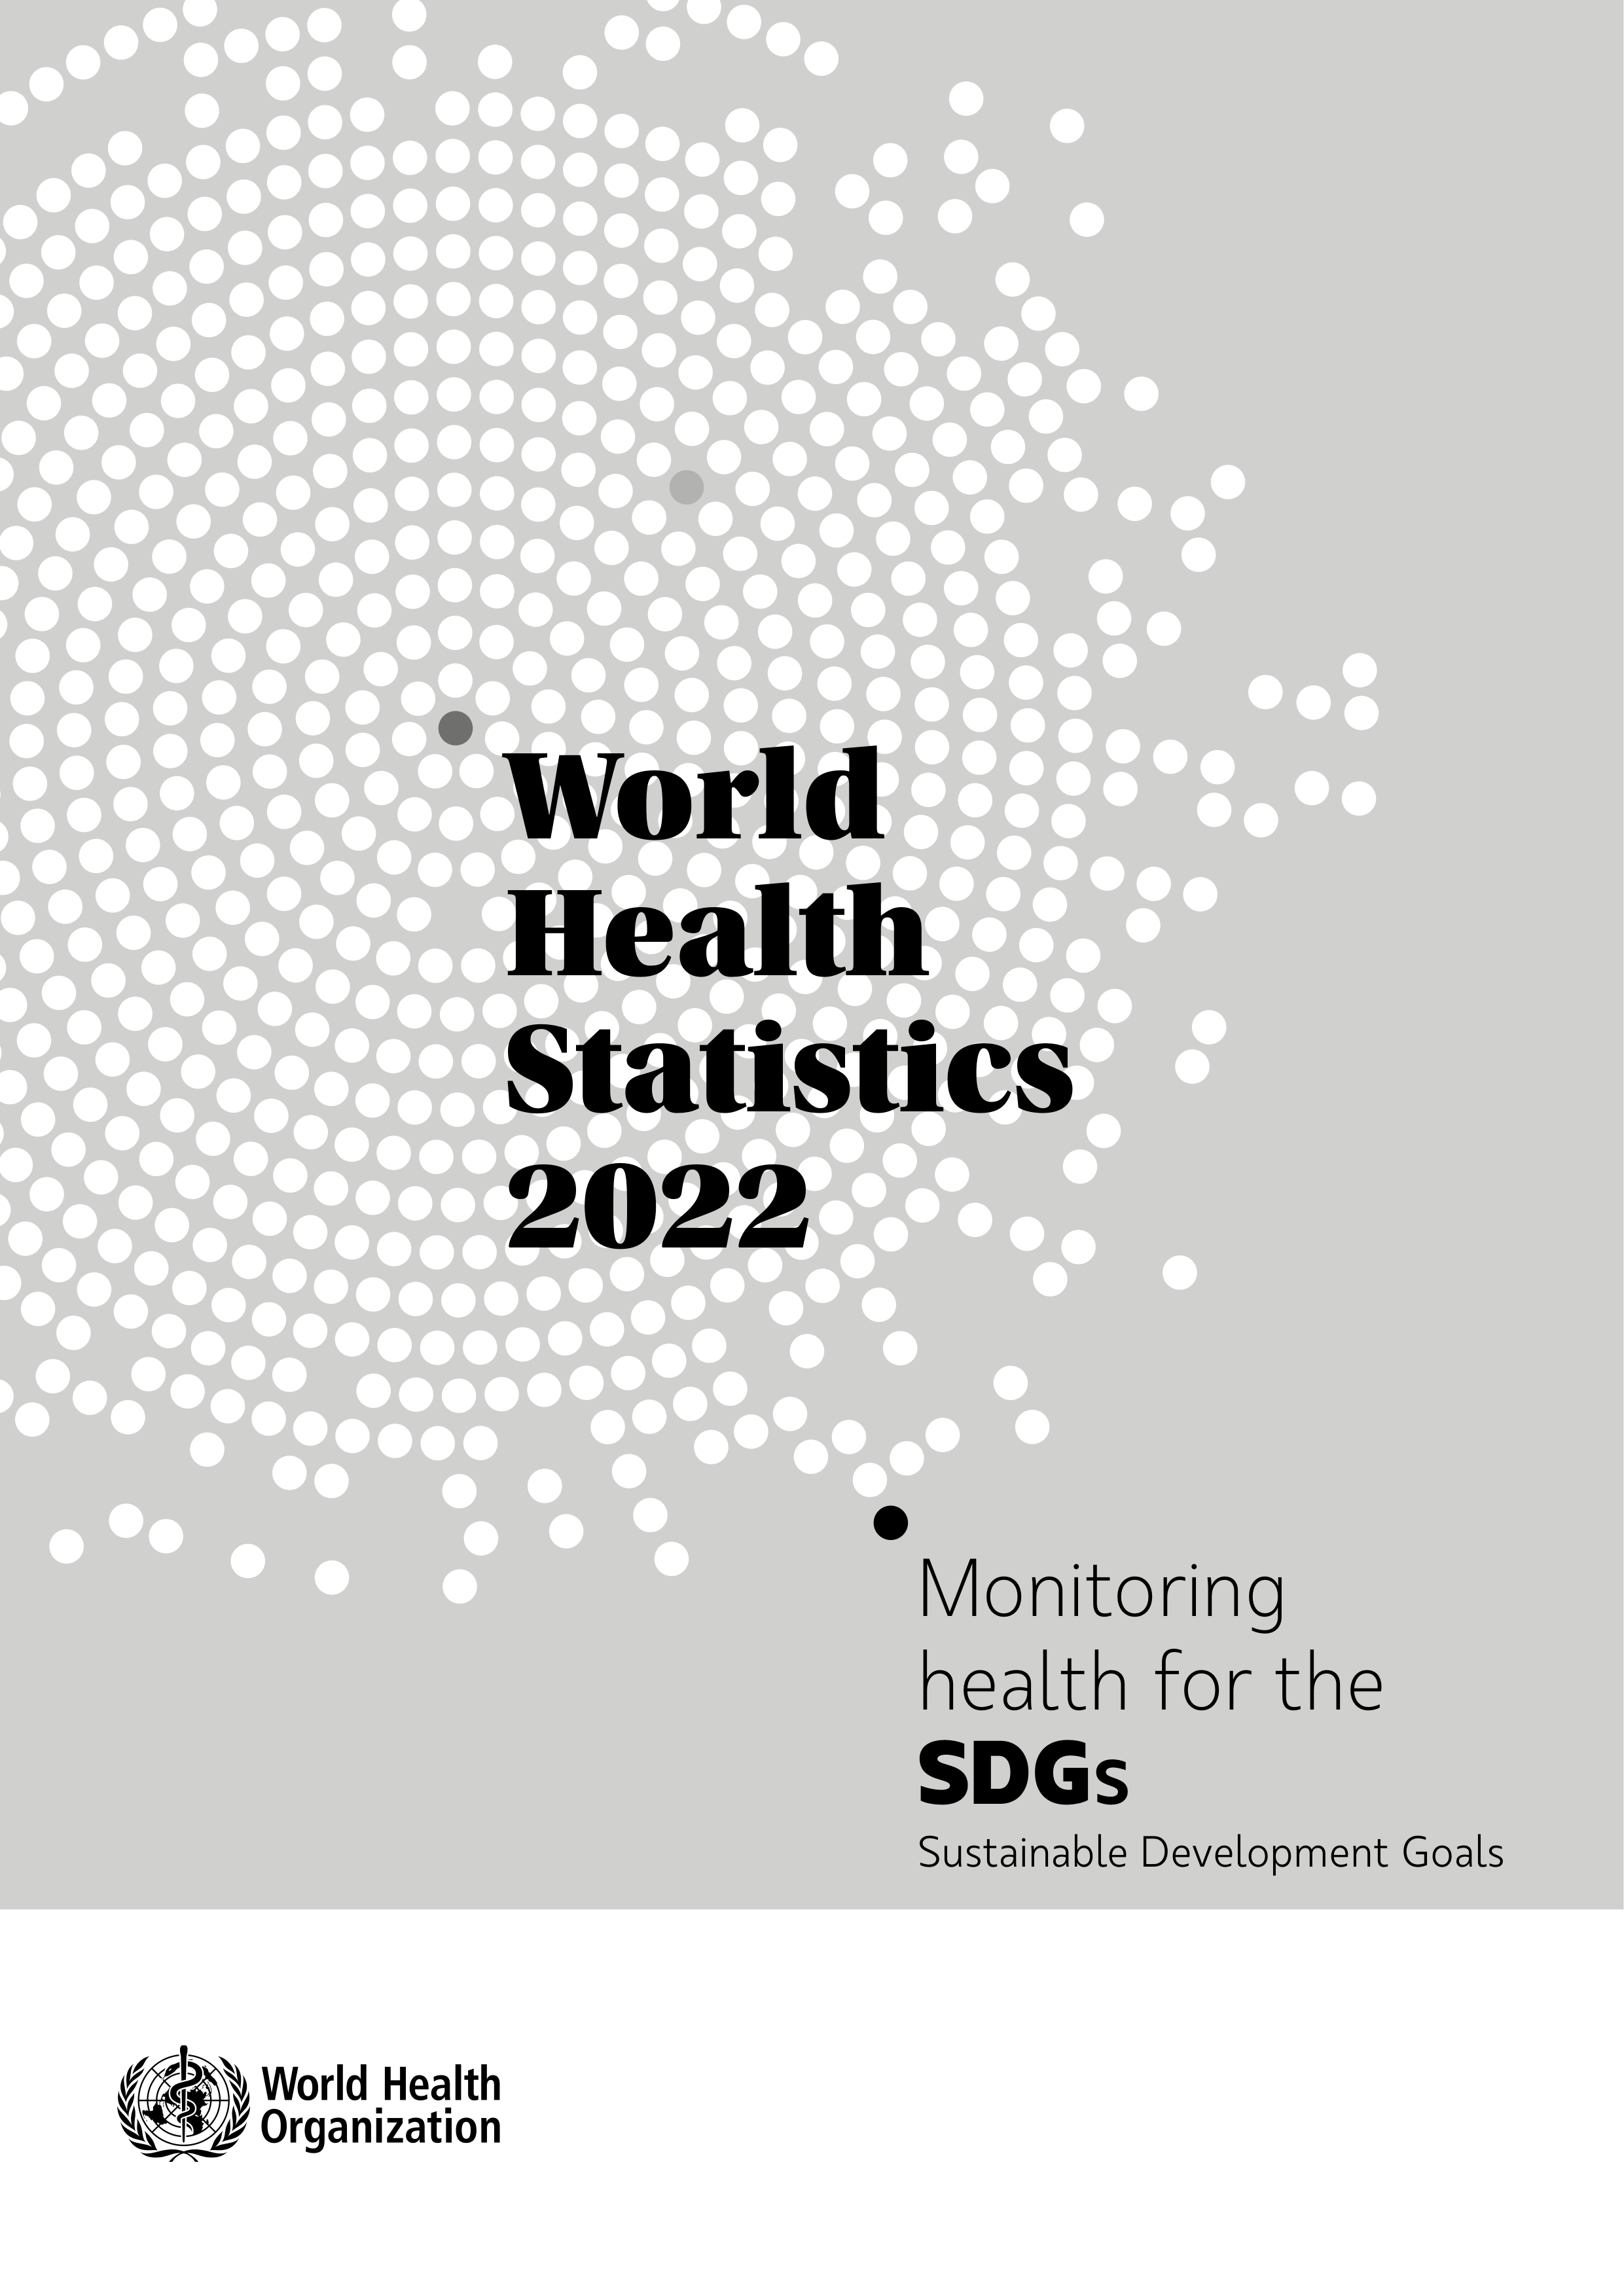 World
Health
Statistics
2022
Monitoring
health for the
SDGs
Sustainable Development Goals
World Health
Organization